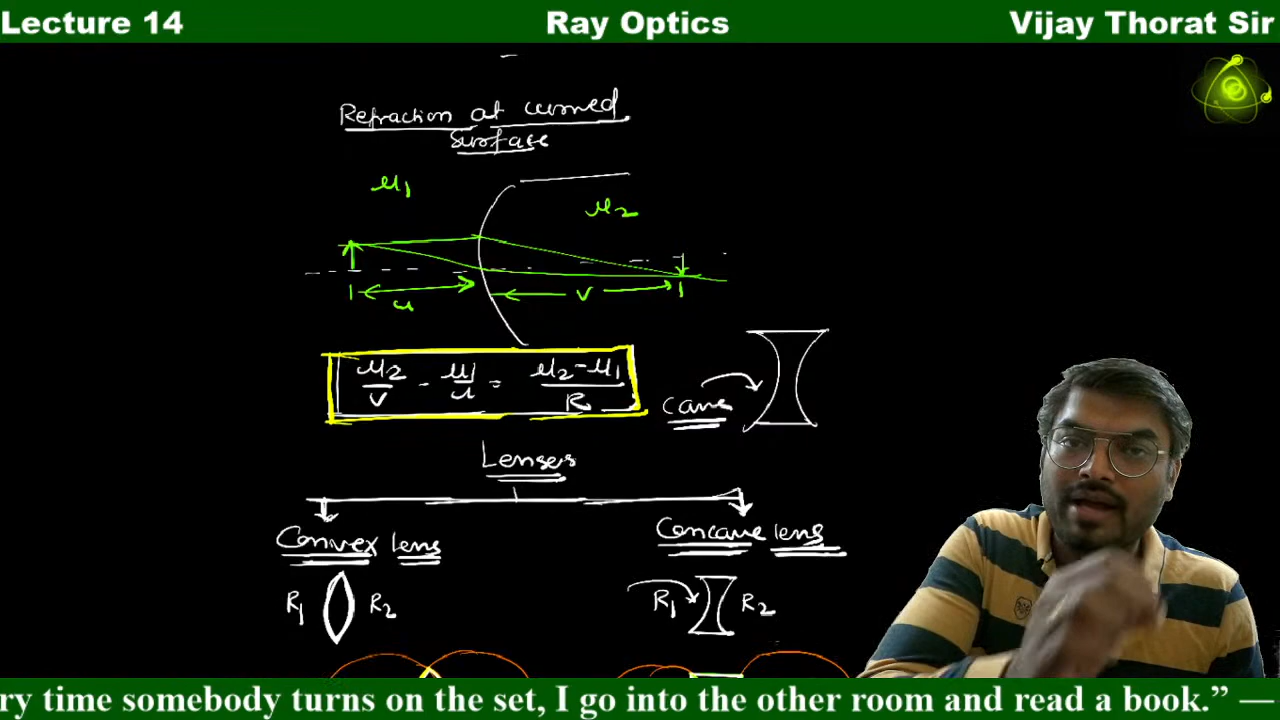 Lecture 14 Ray Optics Vijay Thorat Sir
Refraction at curved
Surface
μ1
μ2
u
v
μ2/v - μ1/u = μ2-μ1/R
cave
Lenses
Convex lens
Concave lens
R1 R2
R1 R2
ry time somebody turns on the set, I go into the other room and read a book.” —